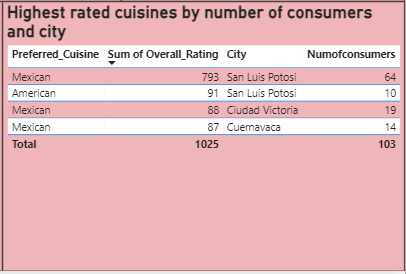 Highest rated cuisines by number of consumers
and city
Preferred_Cuisine Sum of Overall_Rating City Numofconsumers
Mexican 793 San Luis Potosi 64
American 91 San Luis Potosi 10
Mexican 88 Ciudad Victoria 19
Mexican 87 Cuernavaca 14
Total 1025 103